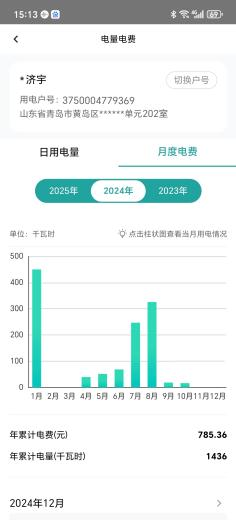 15:13
69
电量电费
*济宇
切换户号
用电户号：3750004779369
山东省青岛市黄岛区******单元202室
日用电量
月度电费
2025年
2024年
2023年
单位：千瓦时
点击柱状图查看当月用电情况
500
400
300
200
100
0
1月 2月 3月 4月 5月 6月 7月 8月 9月 10月 11月 12月
年累计电费(元)
785.36
年累计电量(千瓦时)
1436
2024年12月